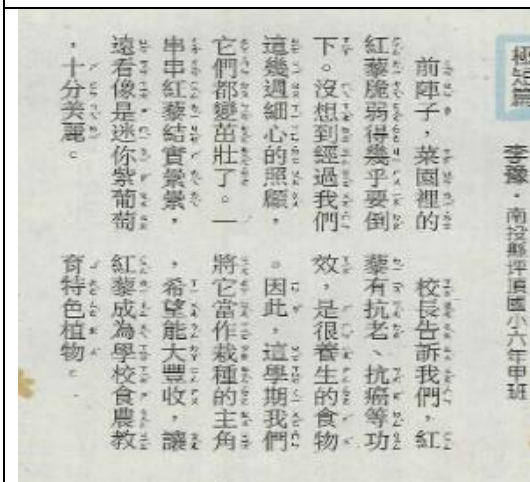 極短篇
李豫・南投縣坪頂國小六年甲班
前陣子，菜園裡的
紅藜脆弱得幾乎要倒
下。沒想到經過我們
這幾週細心的照顧，
它們都變茁壯了。一
串串紅藜結實纍纍，
遠看像是迷你紫葡萄
，十分美麗。
校長告訴我們，紅
藜有抗老、抗癌等功
效，是很養生的食物
。因此，這學期我們
將它當作栽種的主角
，希望能大豐收，讓
紅藜成為學校食農教
育特色植物。